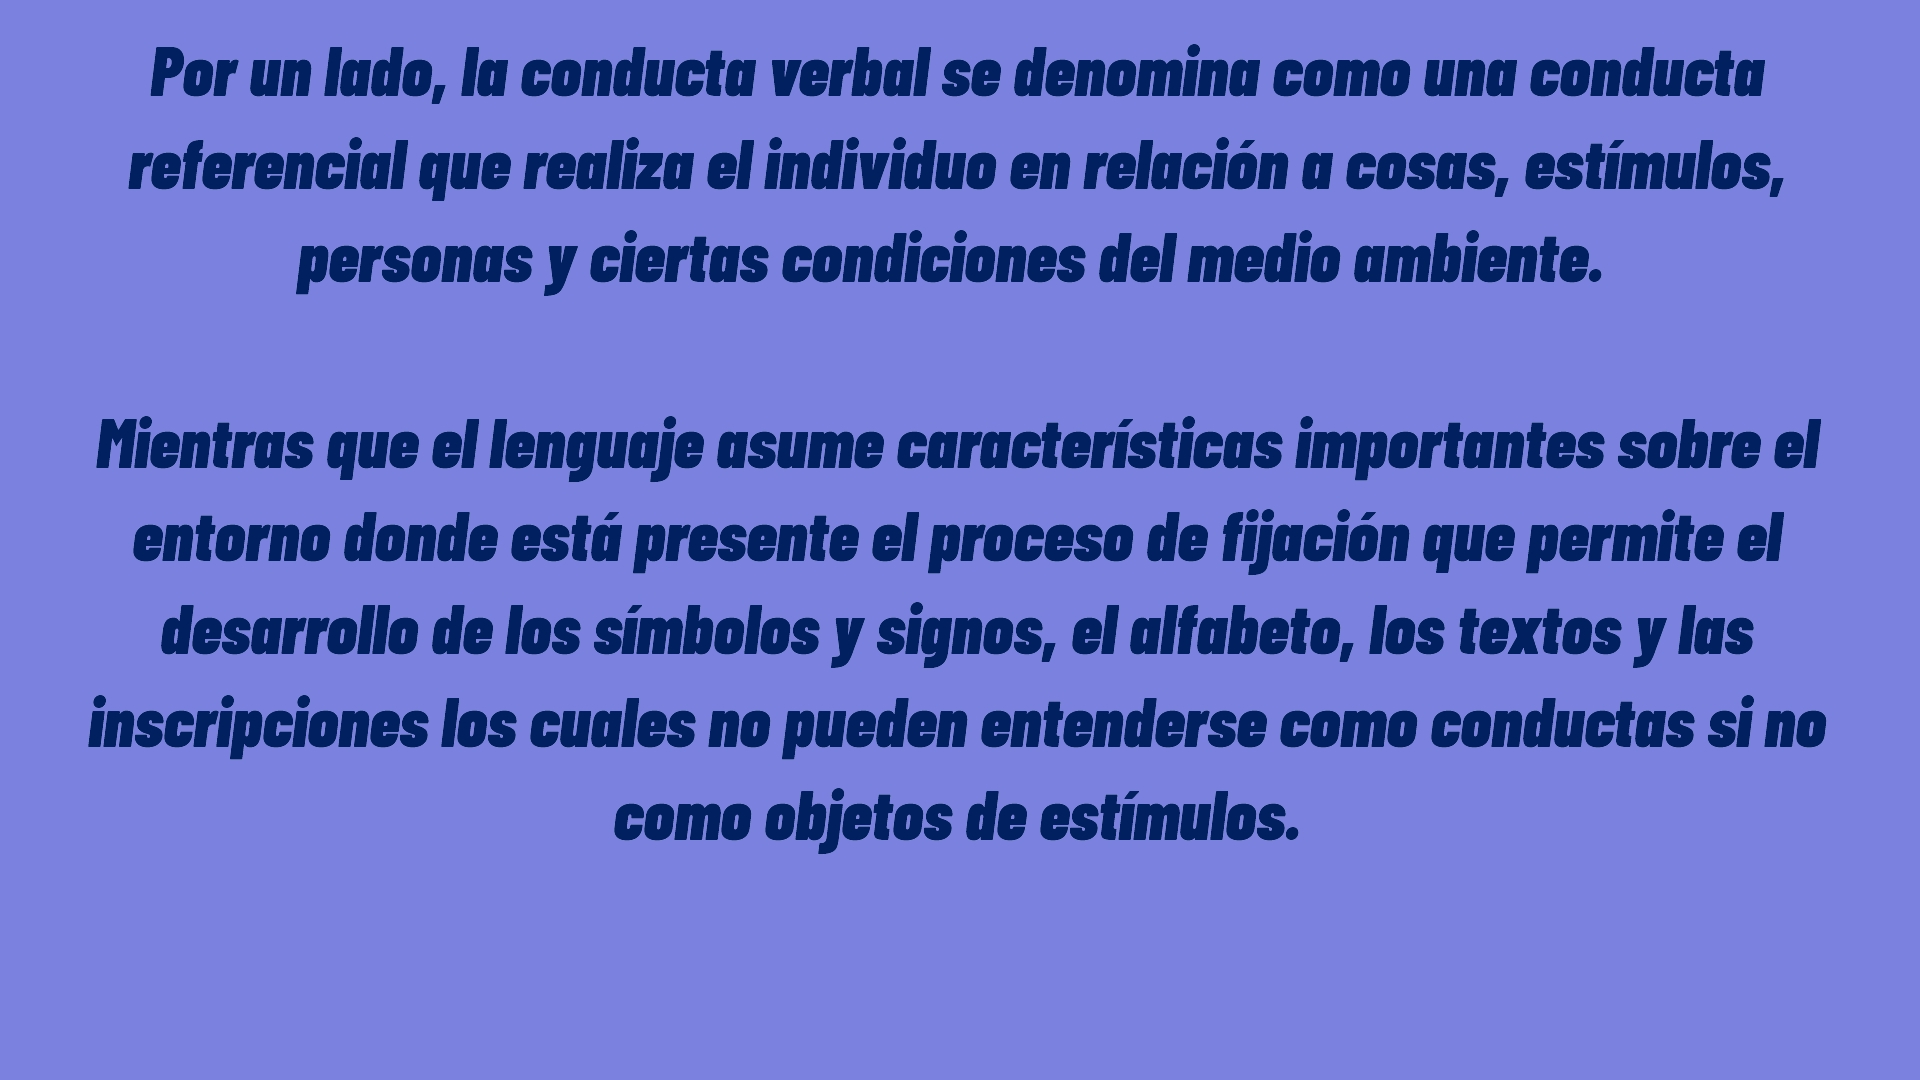 Por un lado, la conducta verbal se denomina como una conducta
referencial que realiza el individuo en relación a cosas, estímulos,
personas y ciertas condiciones del medio ambiente.
Mientras que el lenguaje asume características importantes sobre el
entorno donde está presente el proceso de fijación que permite el
desarrollo de los símbolos y signos, el alfabeto, los textos y las
inscripciones los cuales no pueden entenderse como conductas si no
como objetos de estímulos.